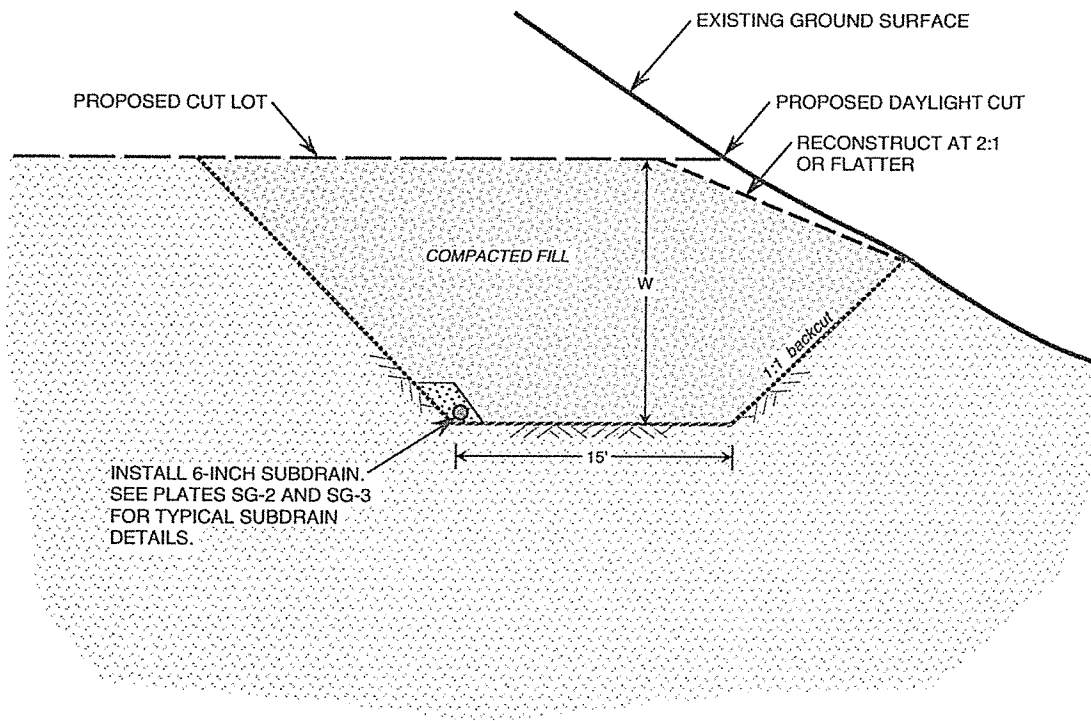 EXISTING GROUND SURFACE
PROPOSED CUT LOT
PROPOSED DAYLIGHT CUT
RECONSTRUCT AT 2:1
OR FLATTER
COMPACTED FILL
W
1:1 backcut
15'
INSTALL 6-INCH SUBDRAIN.
SEE PLATES SG-2 AND SG-3
FOR TYPICAL SUBDRAIN
DETAILS.